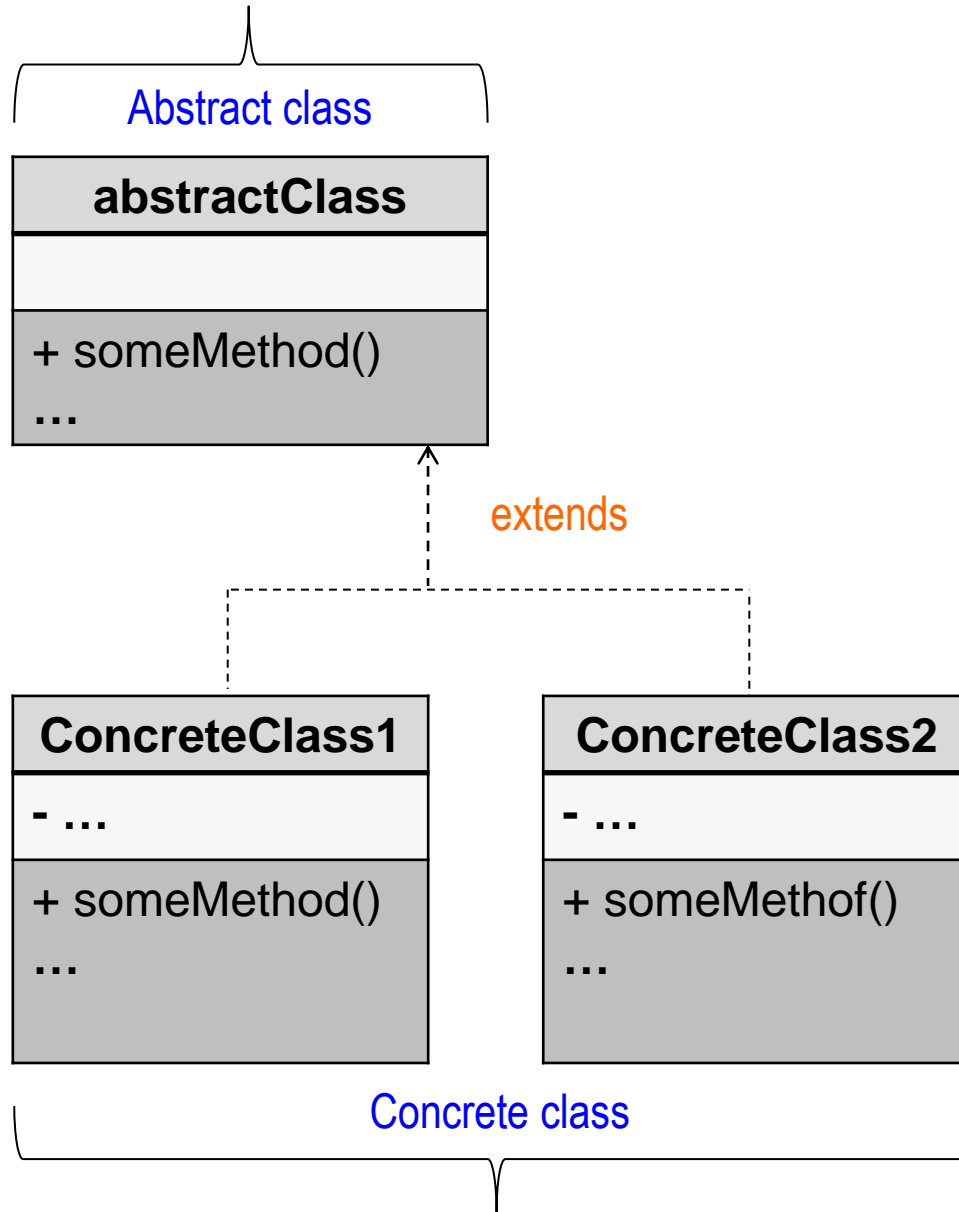 Abstract class
abstractClass
+ someMethod()
...
extends
ConcreteClass1
- ...
+ someMethod()
...
ConcreteClass2
- ...
+ someMethof()
...
Concrete class